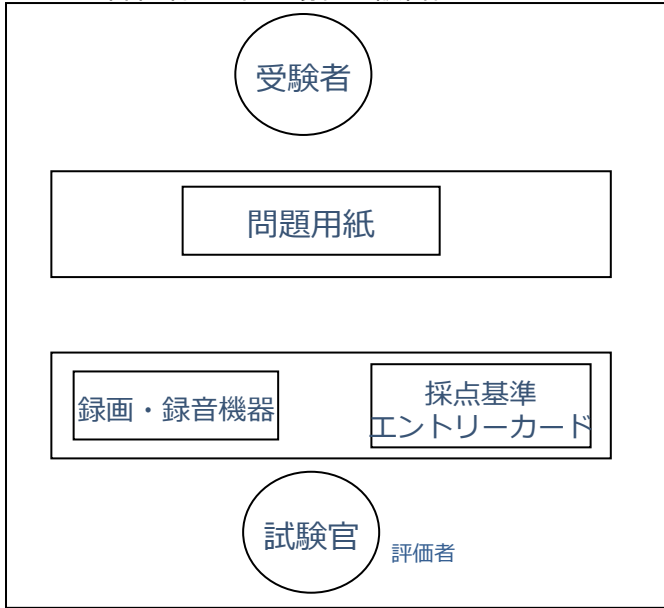 受験者
問題用紙
録画・録音機器
採点基準
エントリーカード
試験官
評価者